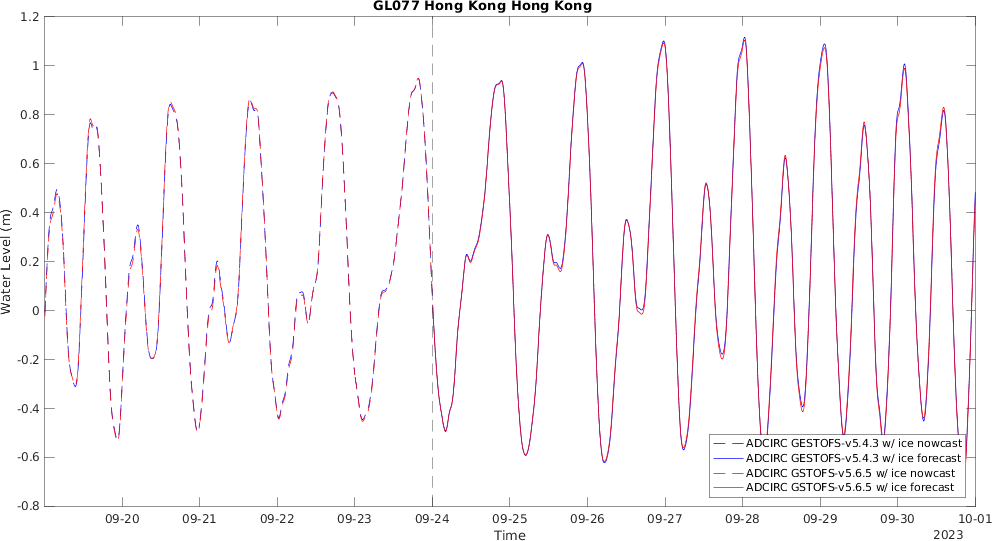 GL077 Hong Kong Hong Kong
1.2
1
0.8
0.6
0.4
0.2
0
-0.2
-0.4
-0.6
-0.8
Water Level (m)
ADCIRC GESTOFS-v5.4.3 w/ ice nowcast
ADCIRC GESTOFS-v5.4.3 w/ ice forecast
ADCIRC GSTOFS-v5.6.5 w/ ice nowcast
ADCIRC GSTOFS-v5.6.5 w/ ice forecast
09-20 09-21 09-22 09-23 09-24 09-25 09-26 09-27 09-28 09-29 09-30 10-01
Time
2023